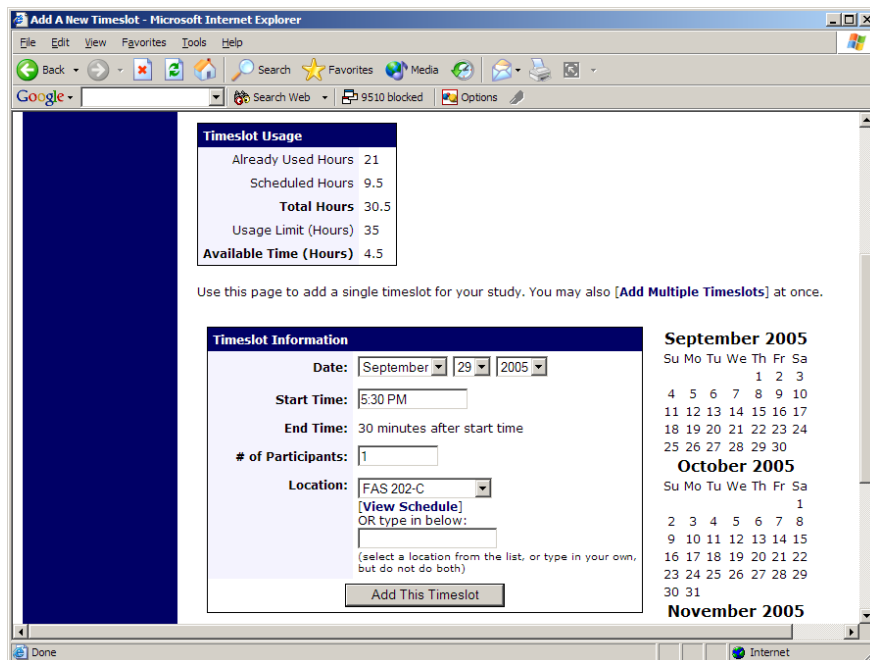 Add A New Timeslot - Microsoft Internet Explorer
File Edit View Favorites Tools Help
Back Search Favorites Media
Google Search Web 9510 blocked Options
Timeslot Usage
Already Used Hours 21
Scheduled Hours 9.5
Total Hours 30.5
Usage Limit (Hours) 35
Available Time (Hours) 4.5
Use this page to add a single timeslot for your study. You may also [Add Multiple Timeslots] at once.
Timeslot Information
Date: September 29 2005
Start Time: 5:30 PM
End Time: 30 minutes after start time
# of Participants: 1
Location: FAS 202-C
[View Schedule]
OR type in below:
(select a location from the list, or type in your own,
but do not do both)
Add This Timeslot
September 2005
Su Mo Tu We Th Fr Sa
1 2 3
4 5 6 7 8 9 10
11 12 13 14 15 16 17
18 19 20 21 22 23 24
25 26 27 28 29 30
October 2005
Su Mo Tu We Th Fr Sa
1
2 3 4 5 6 7 8
9 10 11 12 13 14 15
16 17 18 19 20 21 22
23 24 25 26 27 28 29
30 31
November 2005
Done Internet